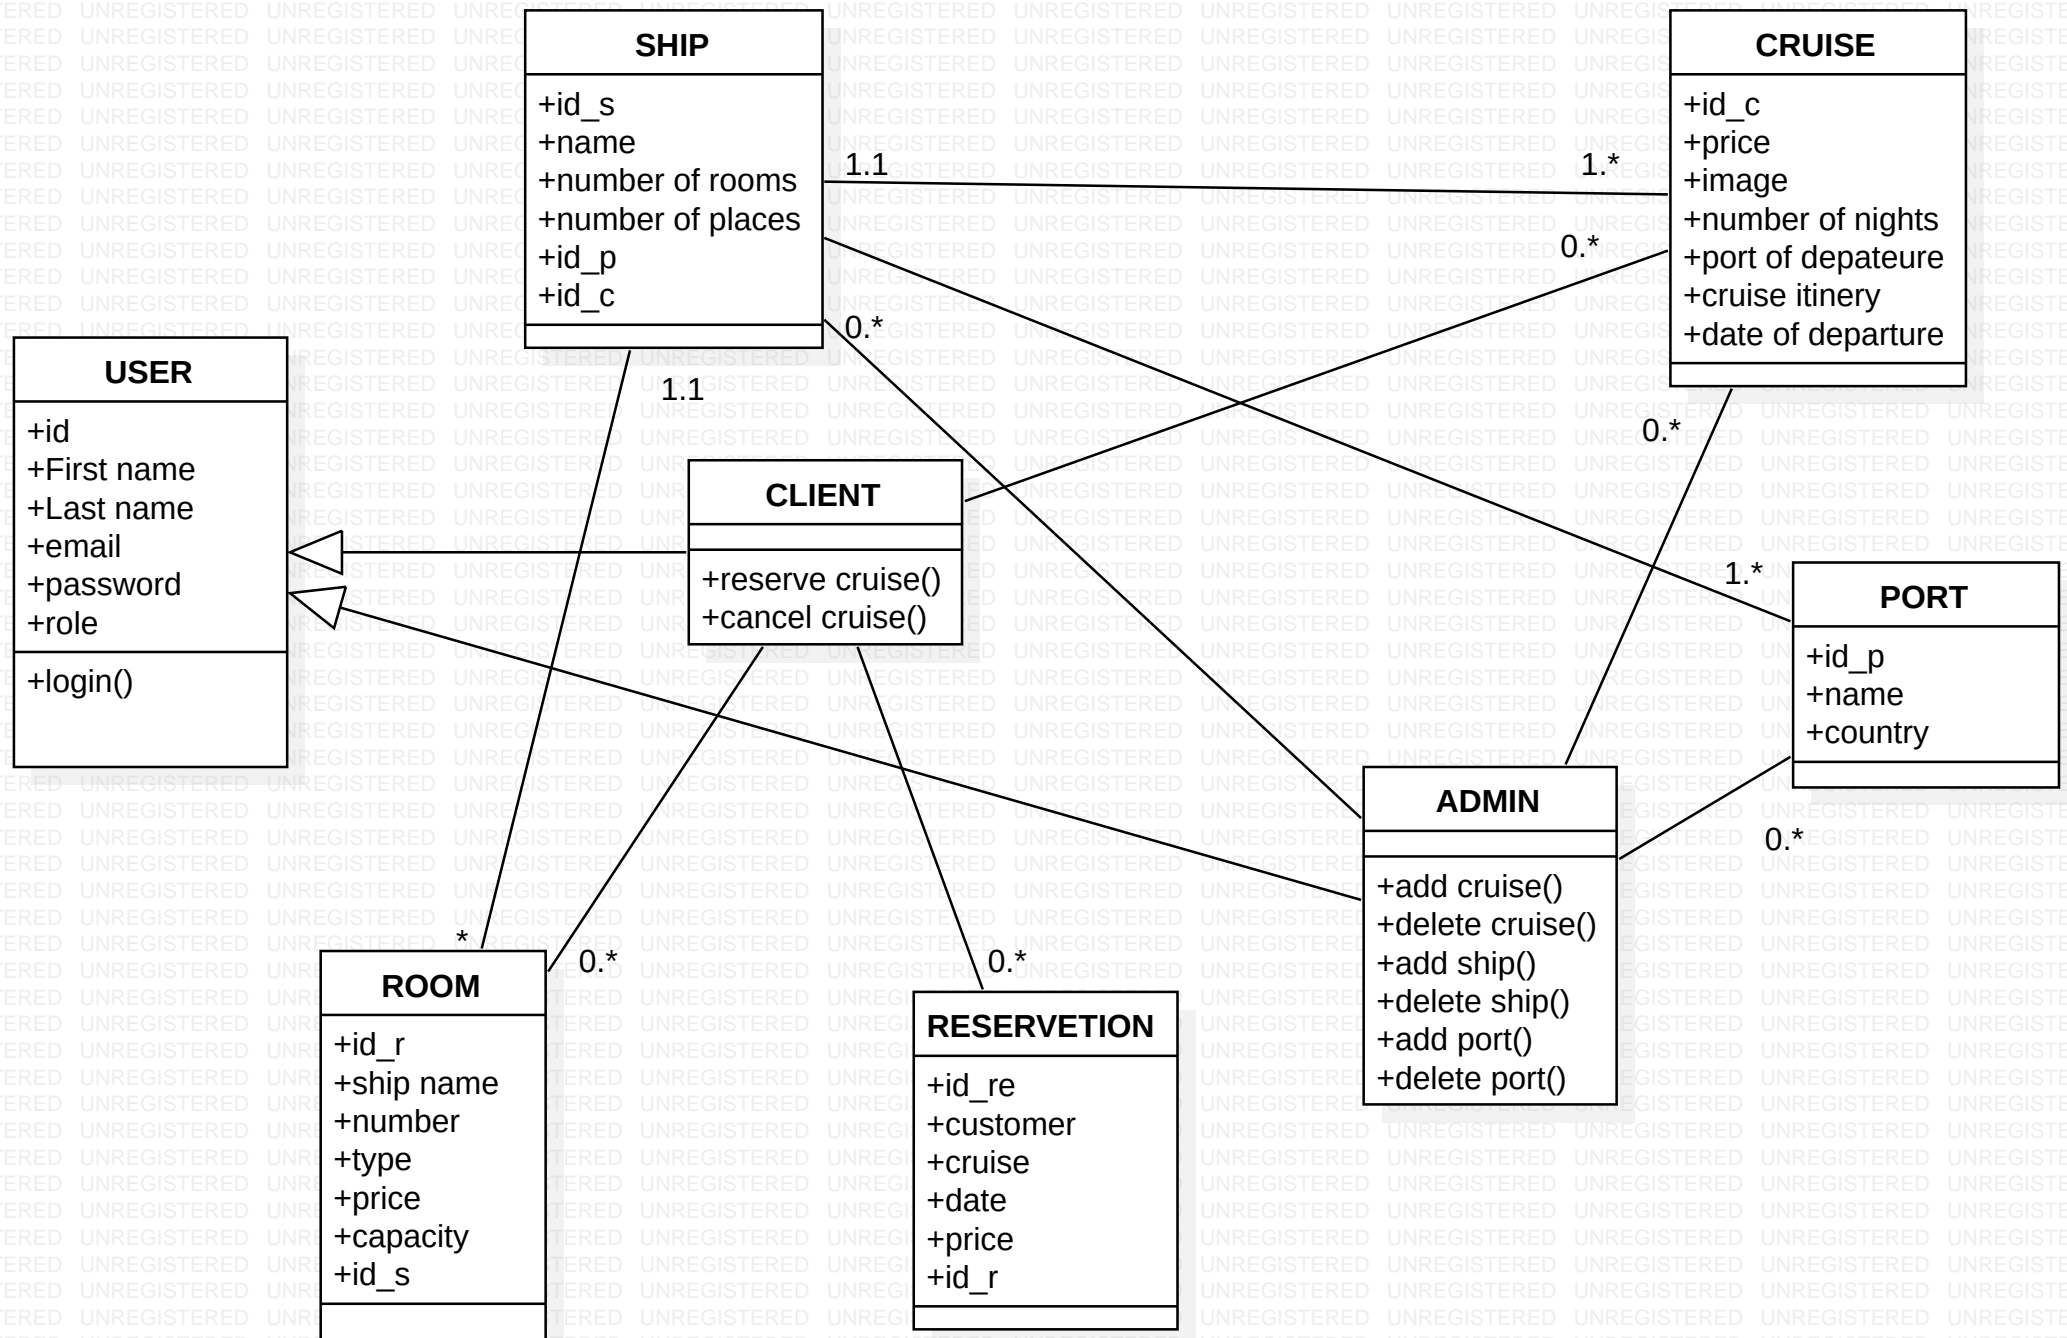 SHIP
+id_s
+name
+number of rooms
+number of places
+id_p
+id_c
CRUISE
+id_c
+price
+image
+number of nights
+port of depateure
+cruise itinery
+date of departure
1.1
1.*
0.*
0.*
1.1
0.*
USER
+id
+First name
+Last name
+email
+password
+role
+login()
CLIENT
+reserve cruise()
+cancel cruise()
1.*
PORT
+id_p
+name
+country
0.*
ADMIN
+add cruise()
+delete cruise()
+add ship()
+delete ship()
+add port()
+delete port()
*
0.*
0.*
ROOM
+id_r
+ship name
+number
+type
+price
+capacity
+id_s
RESERVETION
+id_re
+customer
+cruise
+date
+price
+id_r
UNREGISTERED